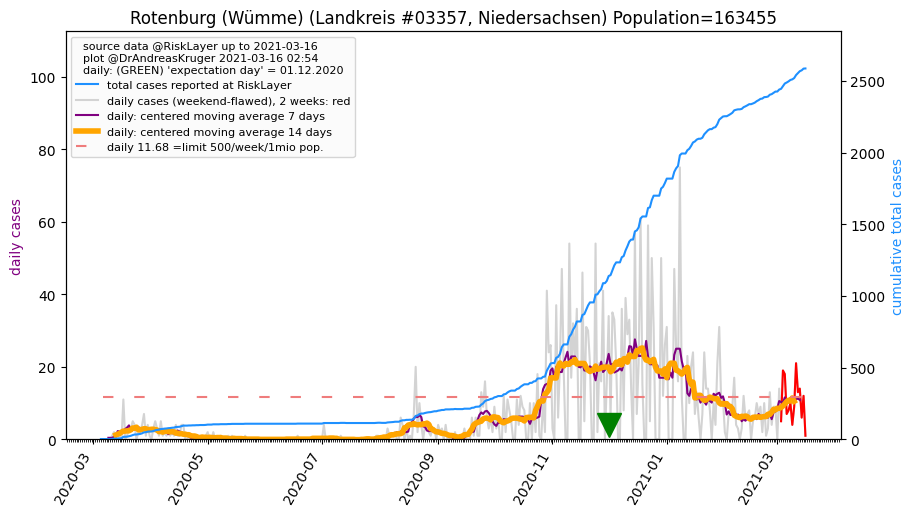 Rotenburg (Wümme) (Landkreis #03357, Niedersachsen) Population=163455
source data @RiskLayer up to 2021-03-16
plot @DrAndreasKruger 2021-03-16 02:54
daily: (GREEN) 'expectation day' = 01.12.2020
total cases reported at RiskLayer
daily cases (weekend-flawed), 2 weeks: red
daily: centered moving average 7 days
daily: centered moving average 14 days
daily 11.68 =limit 500/week/1mio pop.
daily cases
100
80
60
40
20
0
cumulative total cases
2500
2000
1500
1000
500
0
2020-03
2020-05
2020-07
2020-09
2020-11
2021-01
2021-03